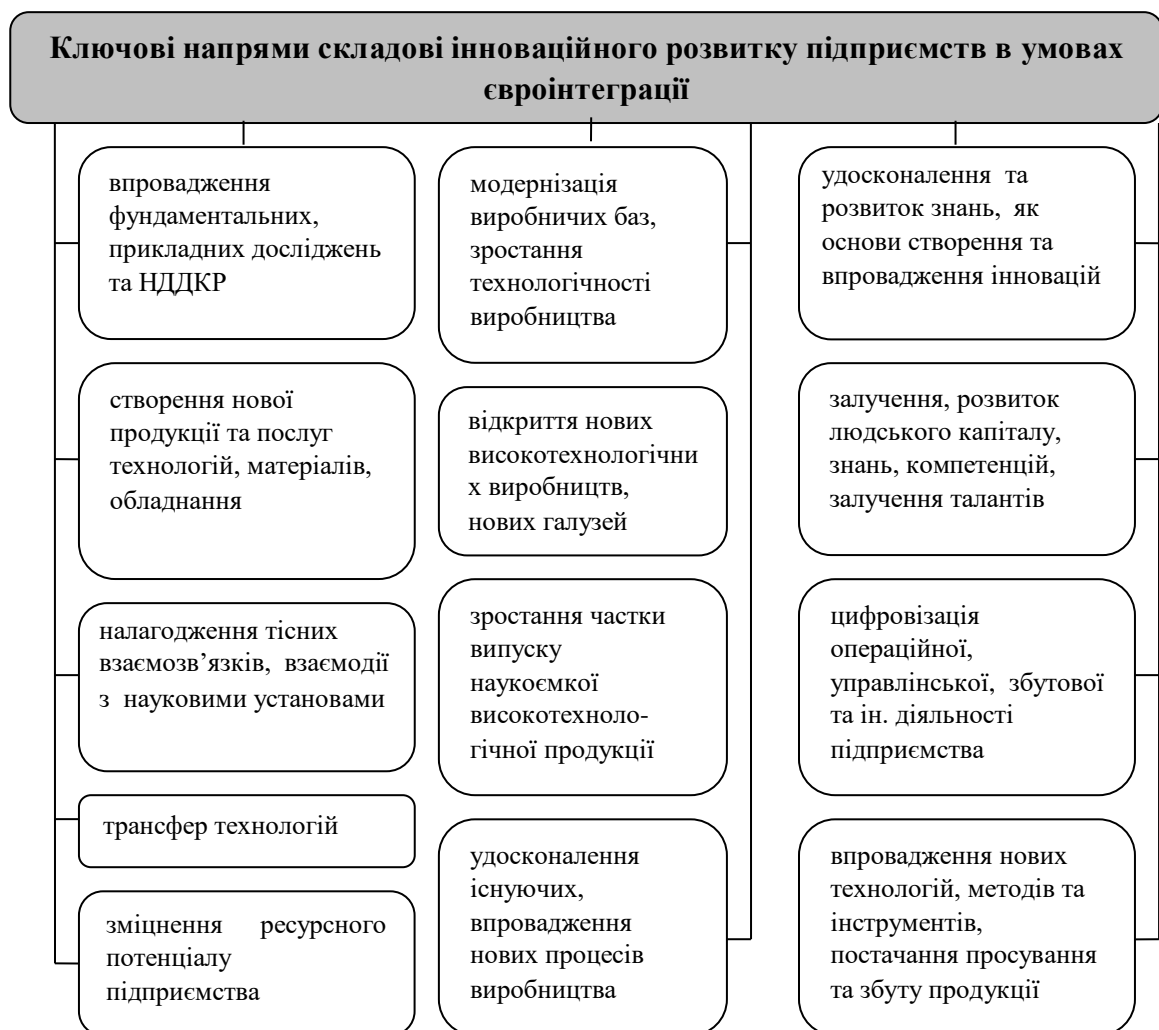 Ключові напрями складові інноваційного розвитку підприємств в умовах
євроінтеграції
впровадження
фундаментальних,
прикладних досліджень
та НДДКР
створення нової
продукції та послуг
технологій, матеріалів,
обладнання
налагодження тісних
взаємозв’язків, взаємодії
з науковими установами
трансфер технологій
зміцнення ресурсного
потенціалу
підприємства
модернізація
виробничих баз,
зростання
технологічності
виробництва
відкриття нових
високотехнологічни
х виробництв,
нових галузей
зростання частки
випуску
наукоємкої
високотехноло-
гічної продукції
удосконалення
існуючих,
впровадження
нових процесів
виробництва
удосконалення та
розвиток знань, як
основи створення та
впровадження інновацій
залучення, розвиток
людського капіталу,
знань, компетенцій,
залучення талантів
цифровізація
операційної,
управлінської, збутової
та ін. діяльності
підприємства
впровадження нових
технологій, методів та
інструментів,
постачання просування
та збуту продукції